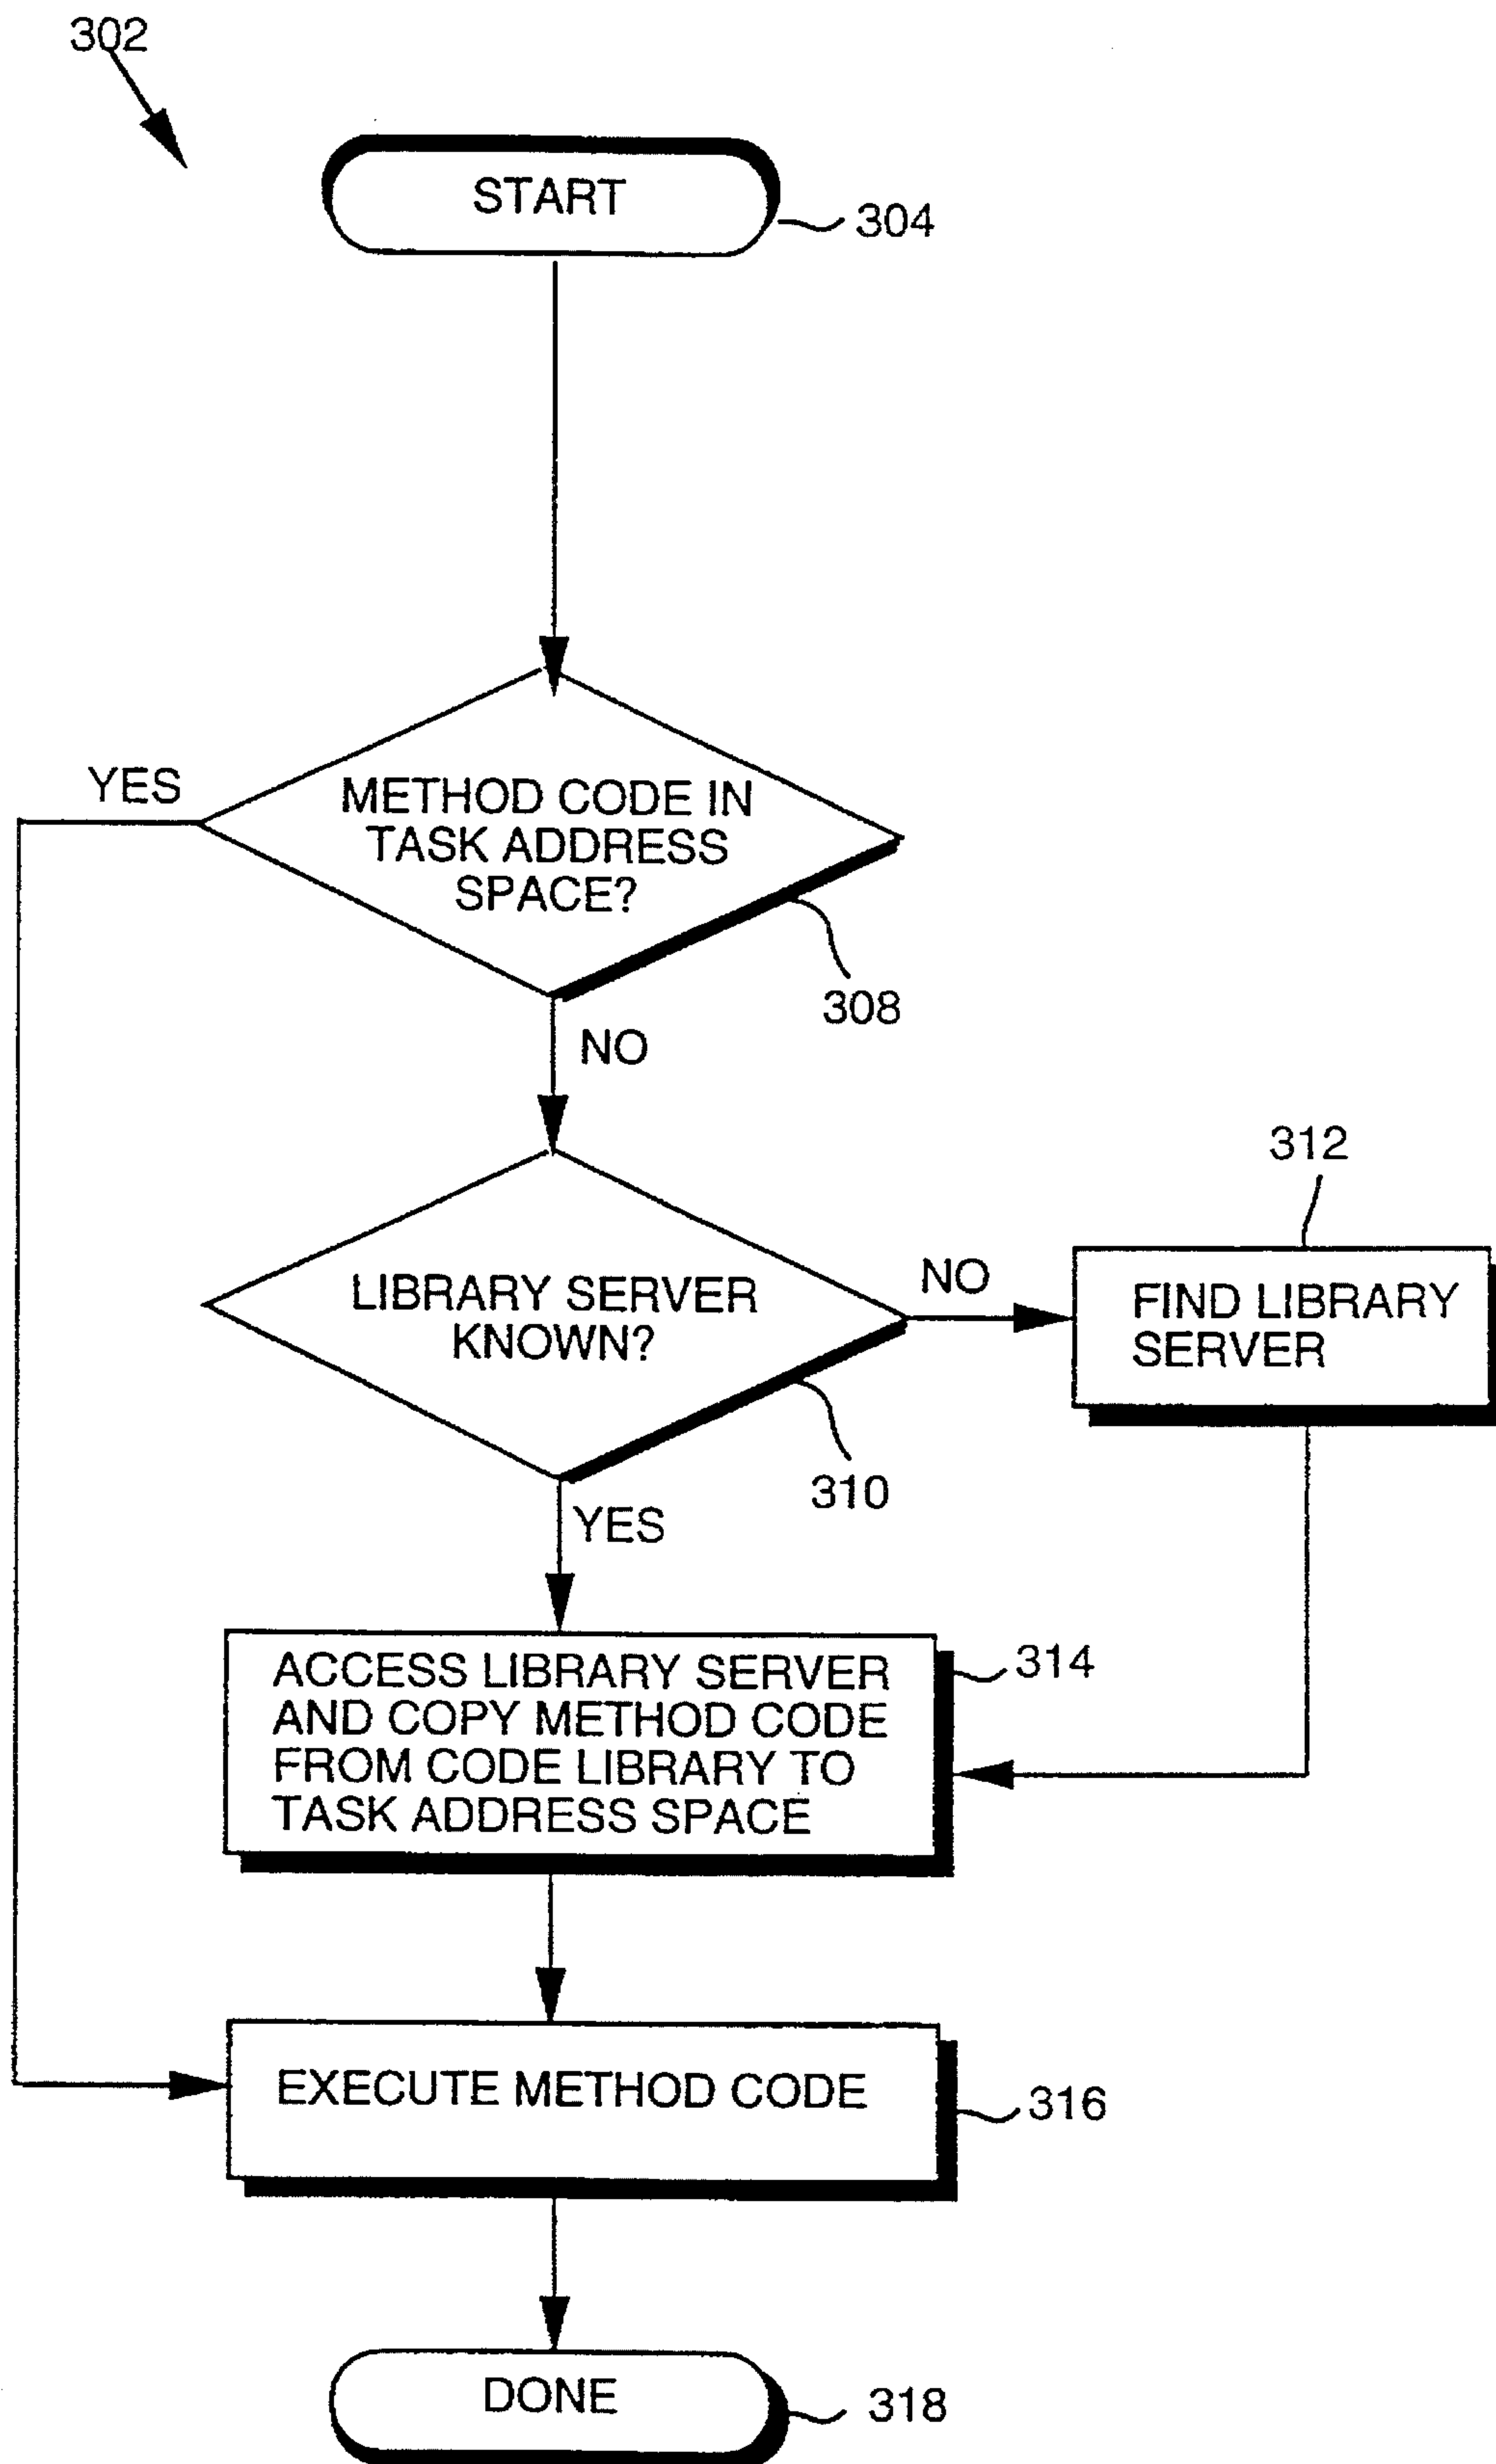 302
START
304
YES
METHOD CODE IN
TASK ADDRESS
SPACE?
308
NO
312
LIBRARY SERVER
KNOWN?
NO
FIND LIBRARY
SERVER
310
YES
ACCESS LIBRARY SERVER
AND COPY METHOD CODE
FROM CODE LIBRARY TO
TASK ADDRESS SPACE
314
EXECUTE METHOD CODE
316
DONE
318